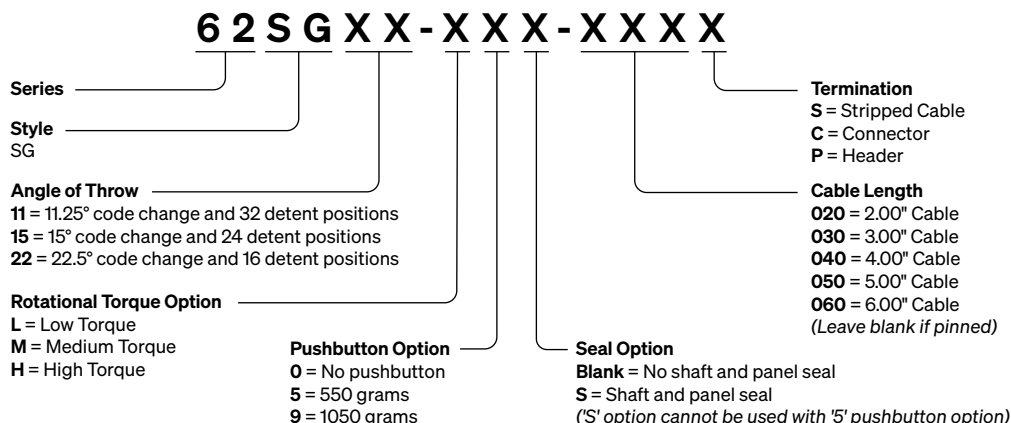 62SGXX-XXX-XXXX
Series
Style
SG
Angle of Throw
11 = 11.25° code change and 32 detent positions
15 = 15° code change and 24 detent positions
22 = 22.5° code change and 16 detent positions
Rotational Torque Option
L = Low Torque
M = Medium Torque
H = High Torque
Pushbutton Option
0 = No pushbutton
5 = 550 grams
9 = 1050 grams
Seal Option
Blank = No shaft and panel seal
S = Shaft and panel seal
('S' option cannot be used with '5' pushbutton option)
Termination
S = Stripped Cable
C = Connector
P = Header
Cable Length
020 = 2.00" Cable
030 = 3.00" Cable
040 = 4.00" Cable
050 = 5.00" Cable
060 = 6.00" Cable
(Leave blank if pinned)